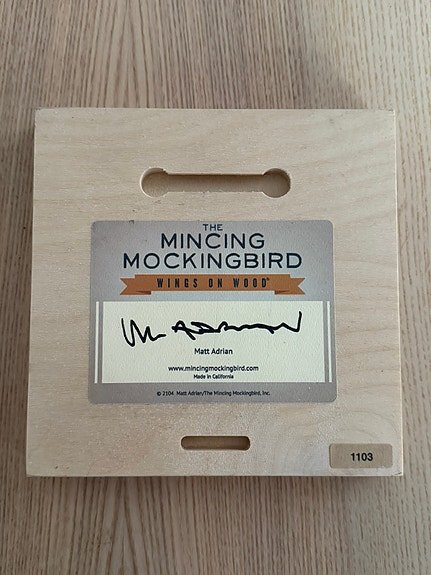 THE
MINCING
MOCKINGBIRD
WINGS ON WOOD®
M ADRIAN
Matt Adrian
www.mincingmockingbird.com
Made in California
© 2104 Matt Adrian/The Mincing Mockingbird, Inc.
1103